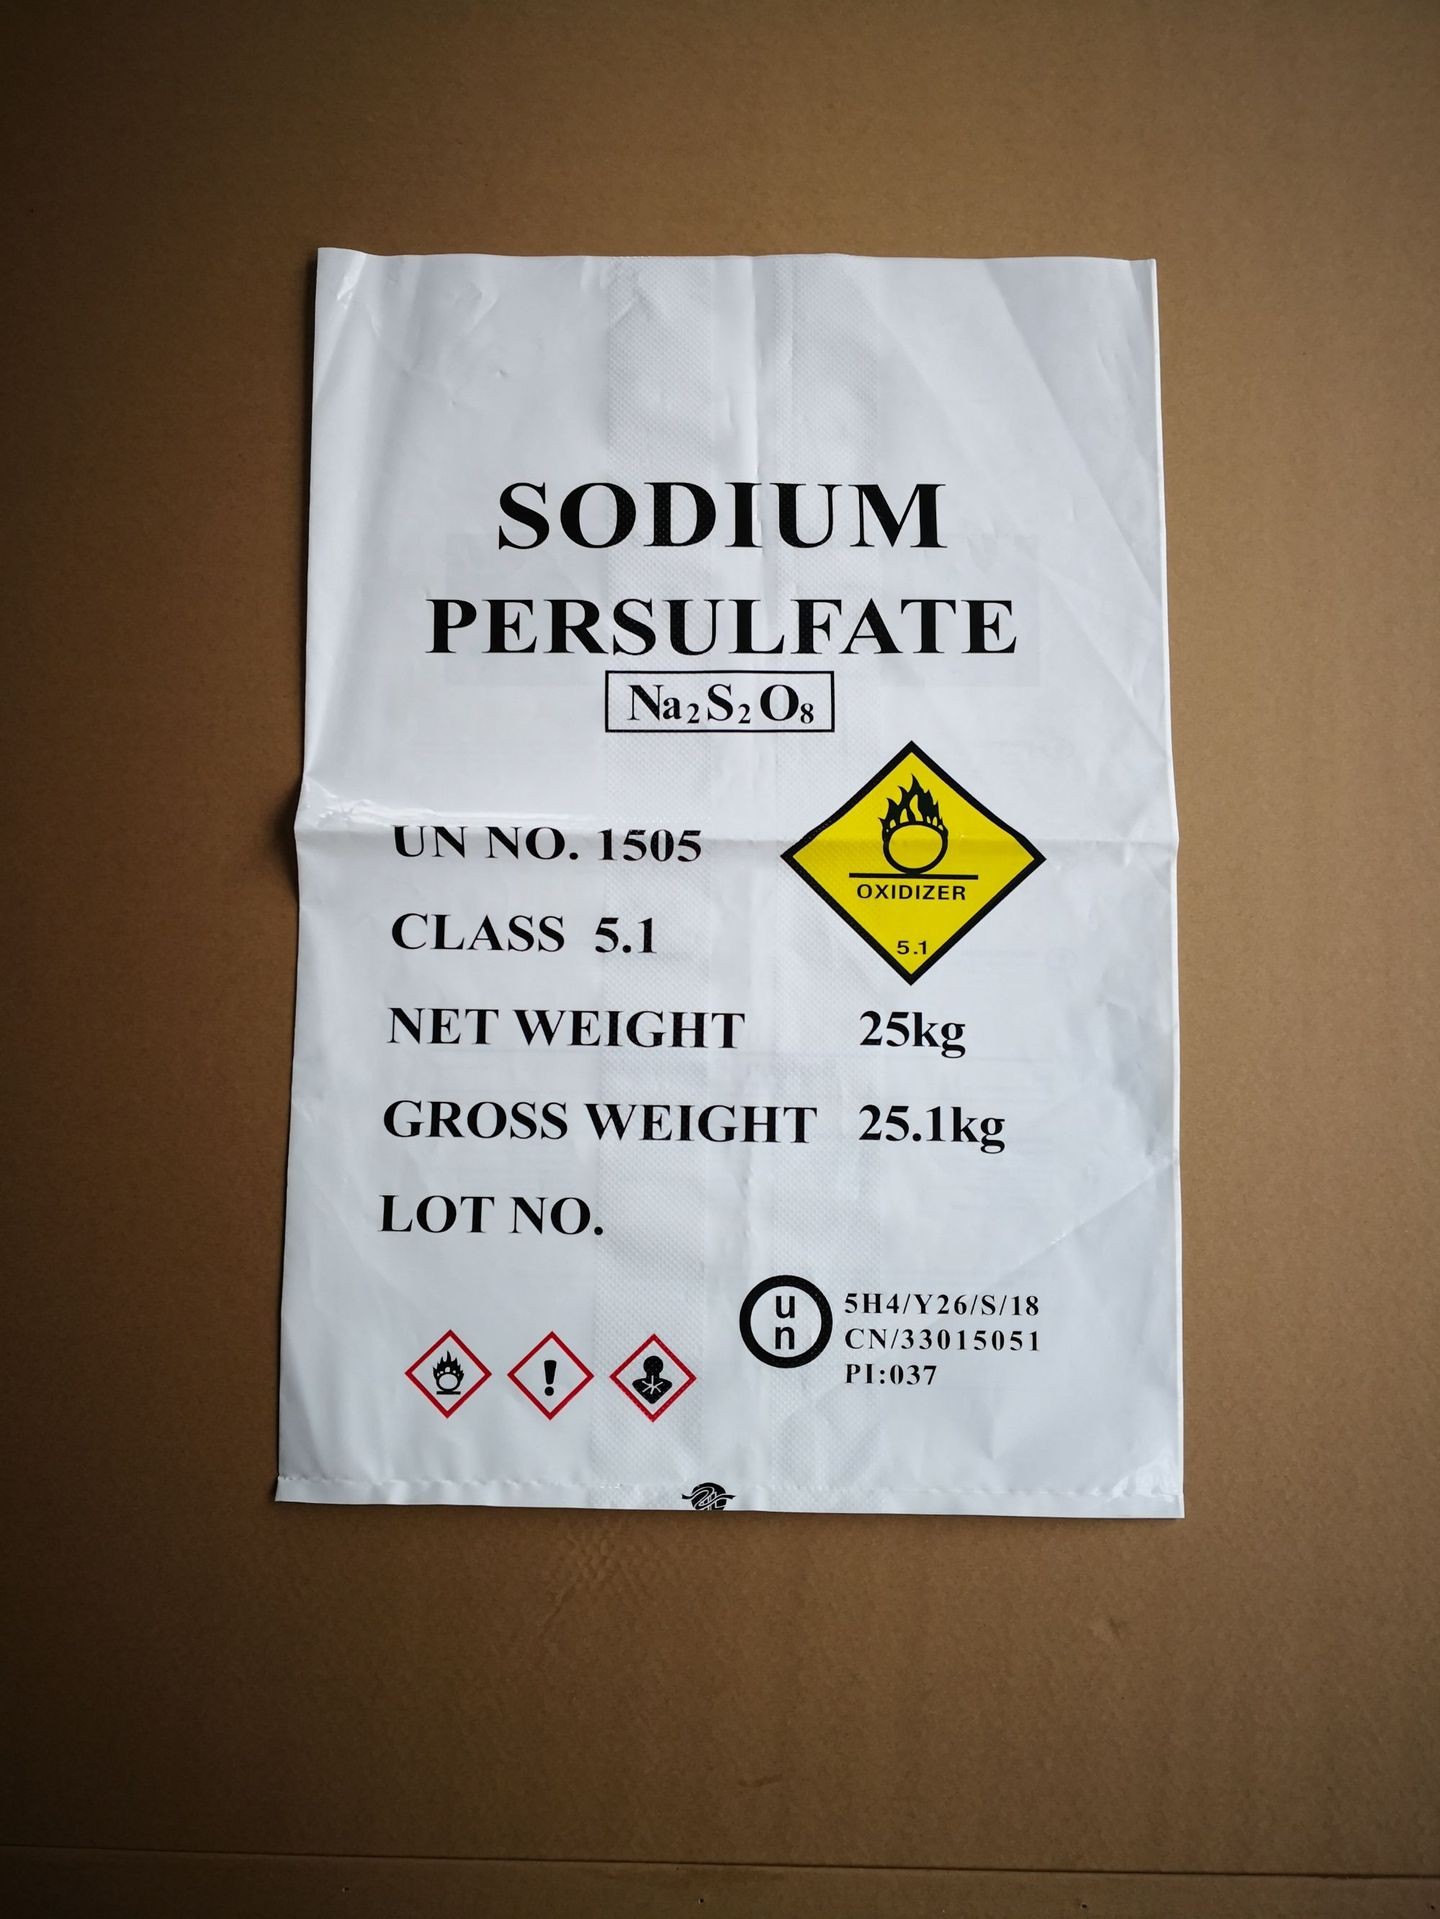 SODIUM
PERSULFATE
Na₂S₂O₈
UN NO. 1505
OXIDIZER
5.1
CLASS 5.1
NET WEIGHT 25kg
GROSS WEIGHT 25.1kg
LOT NO.
un
5H4/Y26/S/18
CN/33015051
PI:037
!